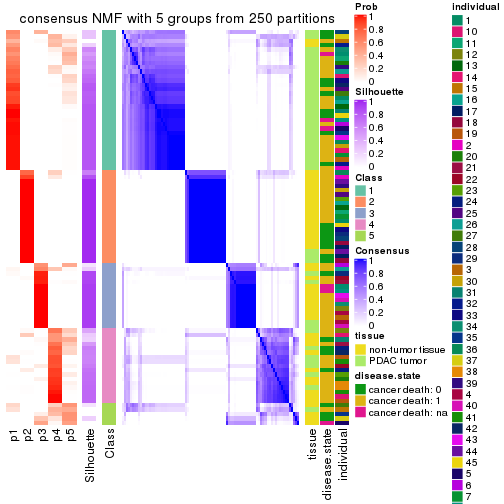 consensus NMF with 5 groups from 250 partitions
p1
p2
p3
p4
p5
Silhouette
Class
tissue
disease.state
individual
Prob
1
0.8
0.6
0.4
0.2
0
Silhouette
1
0.8
0.6
0.4
0.2
0
Class
1
2
3
4
5
Consensus
1
0.8
0.6
0.4
0.2
0
tissue
non-tumor tissue
PDAC tumor
disease.state
cancer death: 0
cancer death: 1
cancer death: na
individual
1
10
11
12
13
14
15
16
17
18
19
2
20
21
22
23
24
25
26
27
28
29
3
30
31
32
33
34
35
36
37
38
39
4
40
41
42
43
44
45
5
6
7